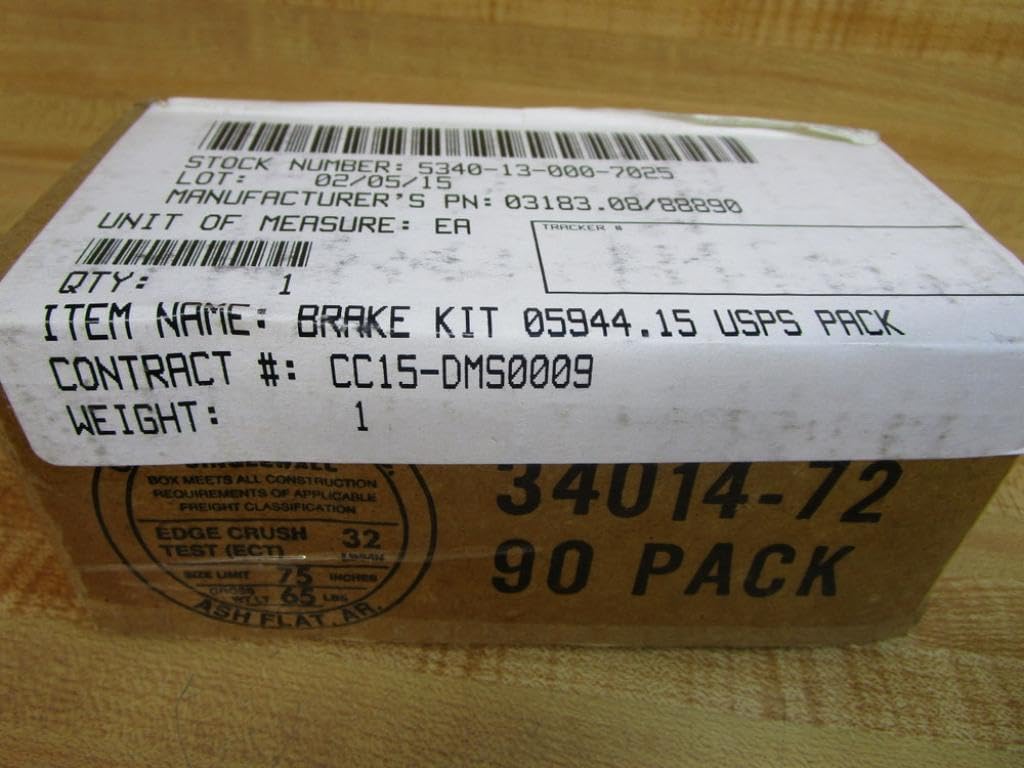 STOCK NUMBER: 5340-13-000-7025
LOT: 02/05/15
MANUFACTURER'S PN: 03183.08/88890
UNIT OF MEASURE: EA
TRACKER #
QTY: 1
ITEM NAME: BRAKE KIT 05944.15 USPS PACK
CONTRACT #: CC15-DMS0009
WEIGHT: 1
BOX MEETS ALL CONSTRUCTION
REQUIREMENTS OF APPLICABLE
FREIGHT CLASSIFICATION
EDGE CRUSH
TEST (ECT) 32
SIZE LIMIT 75 INCHES
GROSS WT LT 65 LBS
ASH FLAT, AR.
34014-72
90 PACK